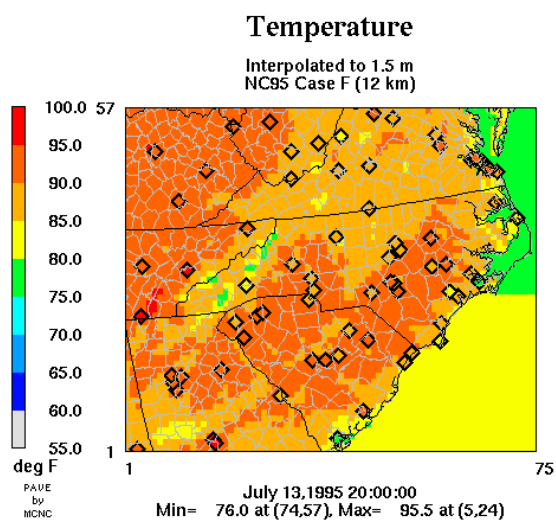 Temperature
Interpolated to 1.5 m
NC95 Case F (12 km)
100.0
95.0
90.0
85.0
80.0
75.0
70.0
65.0
60.0
55.0
deg F
57
1
1
75
PAVE
by
MCNC
July 13,1995 20:00:00
Min= 76.0 at (74,57), Max= 95.5 at (5,24)